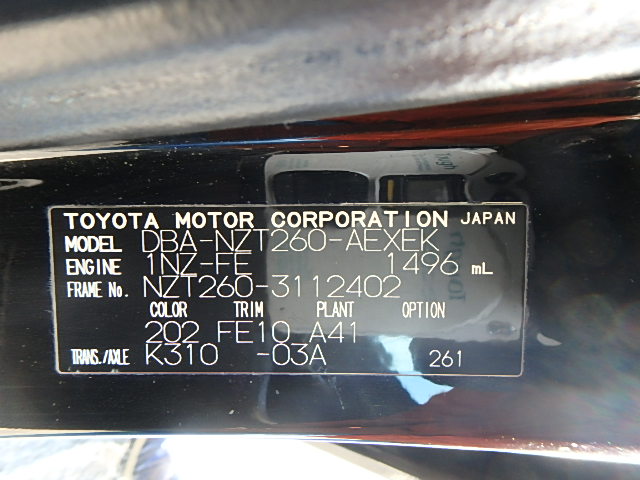 TOYOTA MOTOR CORPORATION JAPAN
MODEL DBA-NZT260-AEXEK
ENGINE 1NZ-FE 1496 mL
FRAME No. NZT260-3112402
COLOR TRIM PLANT OPTION
202 FE10 A41
TRANS./AXLE K310 -03A 261